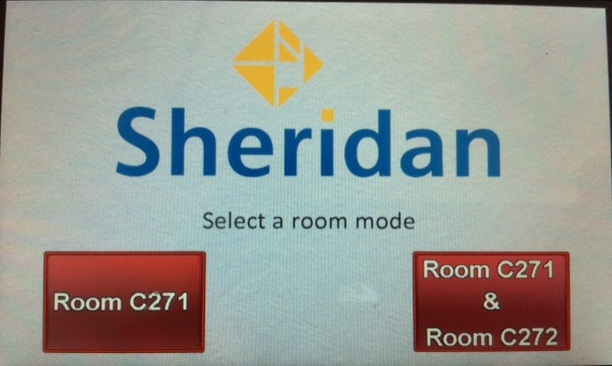 Sheridan
Select a room mode
Room C271
Room C271
&
Room C272